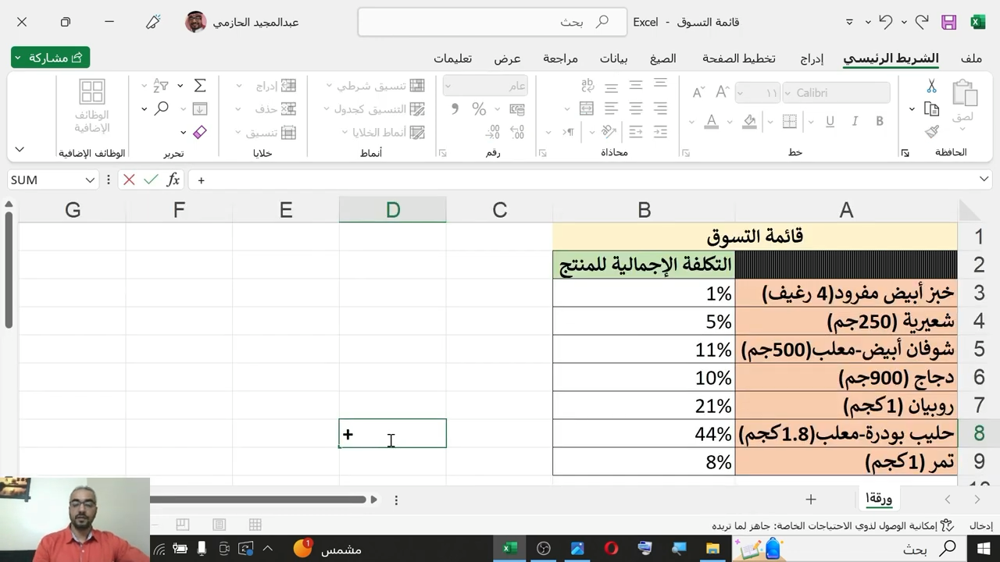 قائمة التسوق - Excel
بحث
عبدالمجيد الحازمي
ملف
الشريط الرئيسي
إدراج
تخطيط الصفحة
الصيغ
بيانات
مراجعة
عرض
تعليمات
مشاركة
لصق
Calibri
١١
عام
تنسيق شرطي
التنسيق كجدول
أنماط الخلايا
إدراج
حذف
تنسيق
الوظائف
الإضافية
الحافظة
خط
محاذاة
رقم
أنماط
خلايا
تحرير
الوظائف الإضافية
SUM
fx
+
A B C D E F G
1 قائمة التسوق
2 التكلفة الإجمالية للمنتج
3 خبز أبيض مفرود(4 رغيف) 1%
4 شعيرية (250جم) 5%
5 شوفان أبيض-معلب(500جم) 11%
6 دجاج (900جم) 10%
7 روبيان (1كجم) 21%
8 حليب بودرة-معلب(1.8كجم) 44% +
9 تمر (1كجم) 8%
ورقة١
إدخال
إمكانية الوصول لذوي الاحتياجات الخاصة: جاهز لما تريده
بحث
مشمس
1